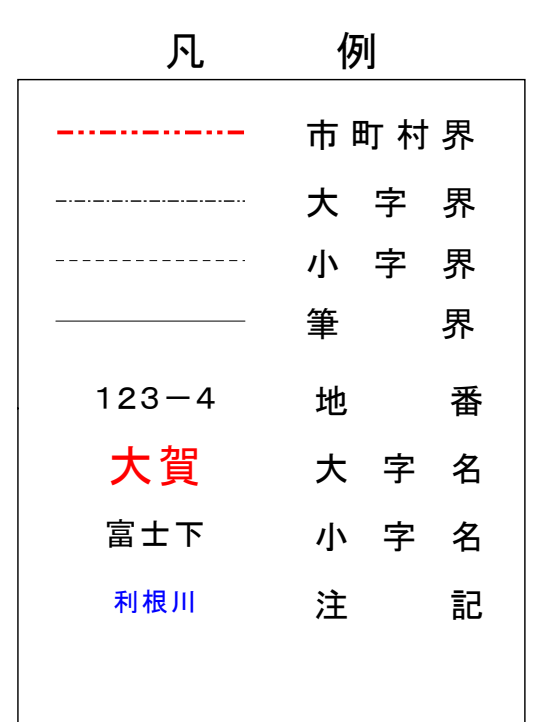 凡 例
市町村界
大字界
小字界
筆界
123-4 地番
大賀 大字名
富士下 小字名
利根川 注記